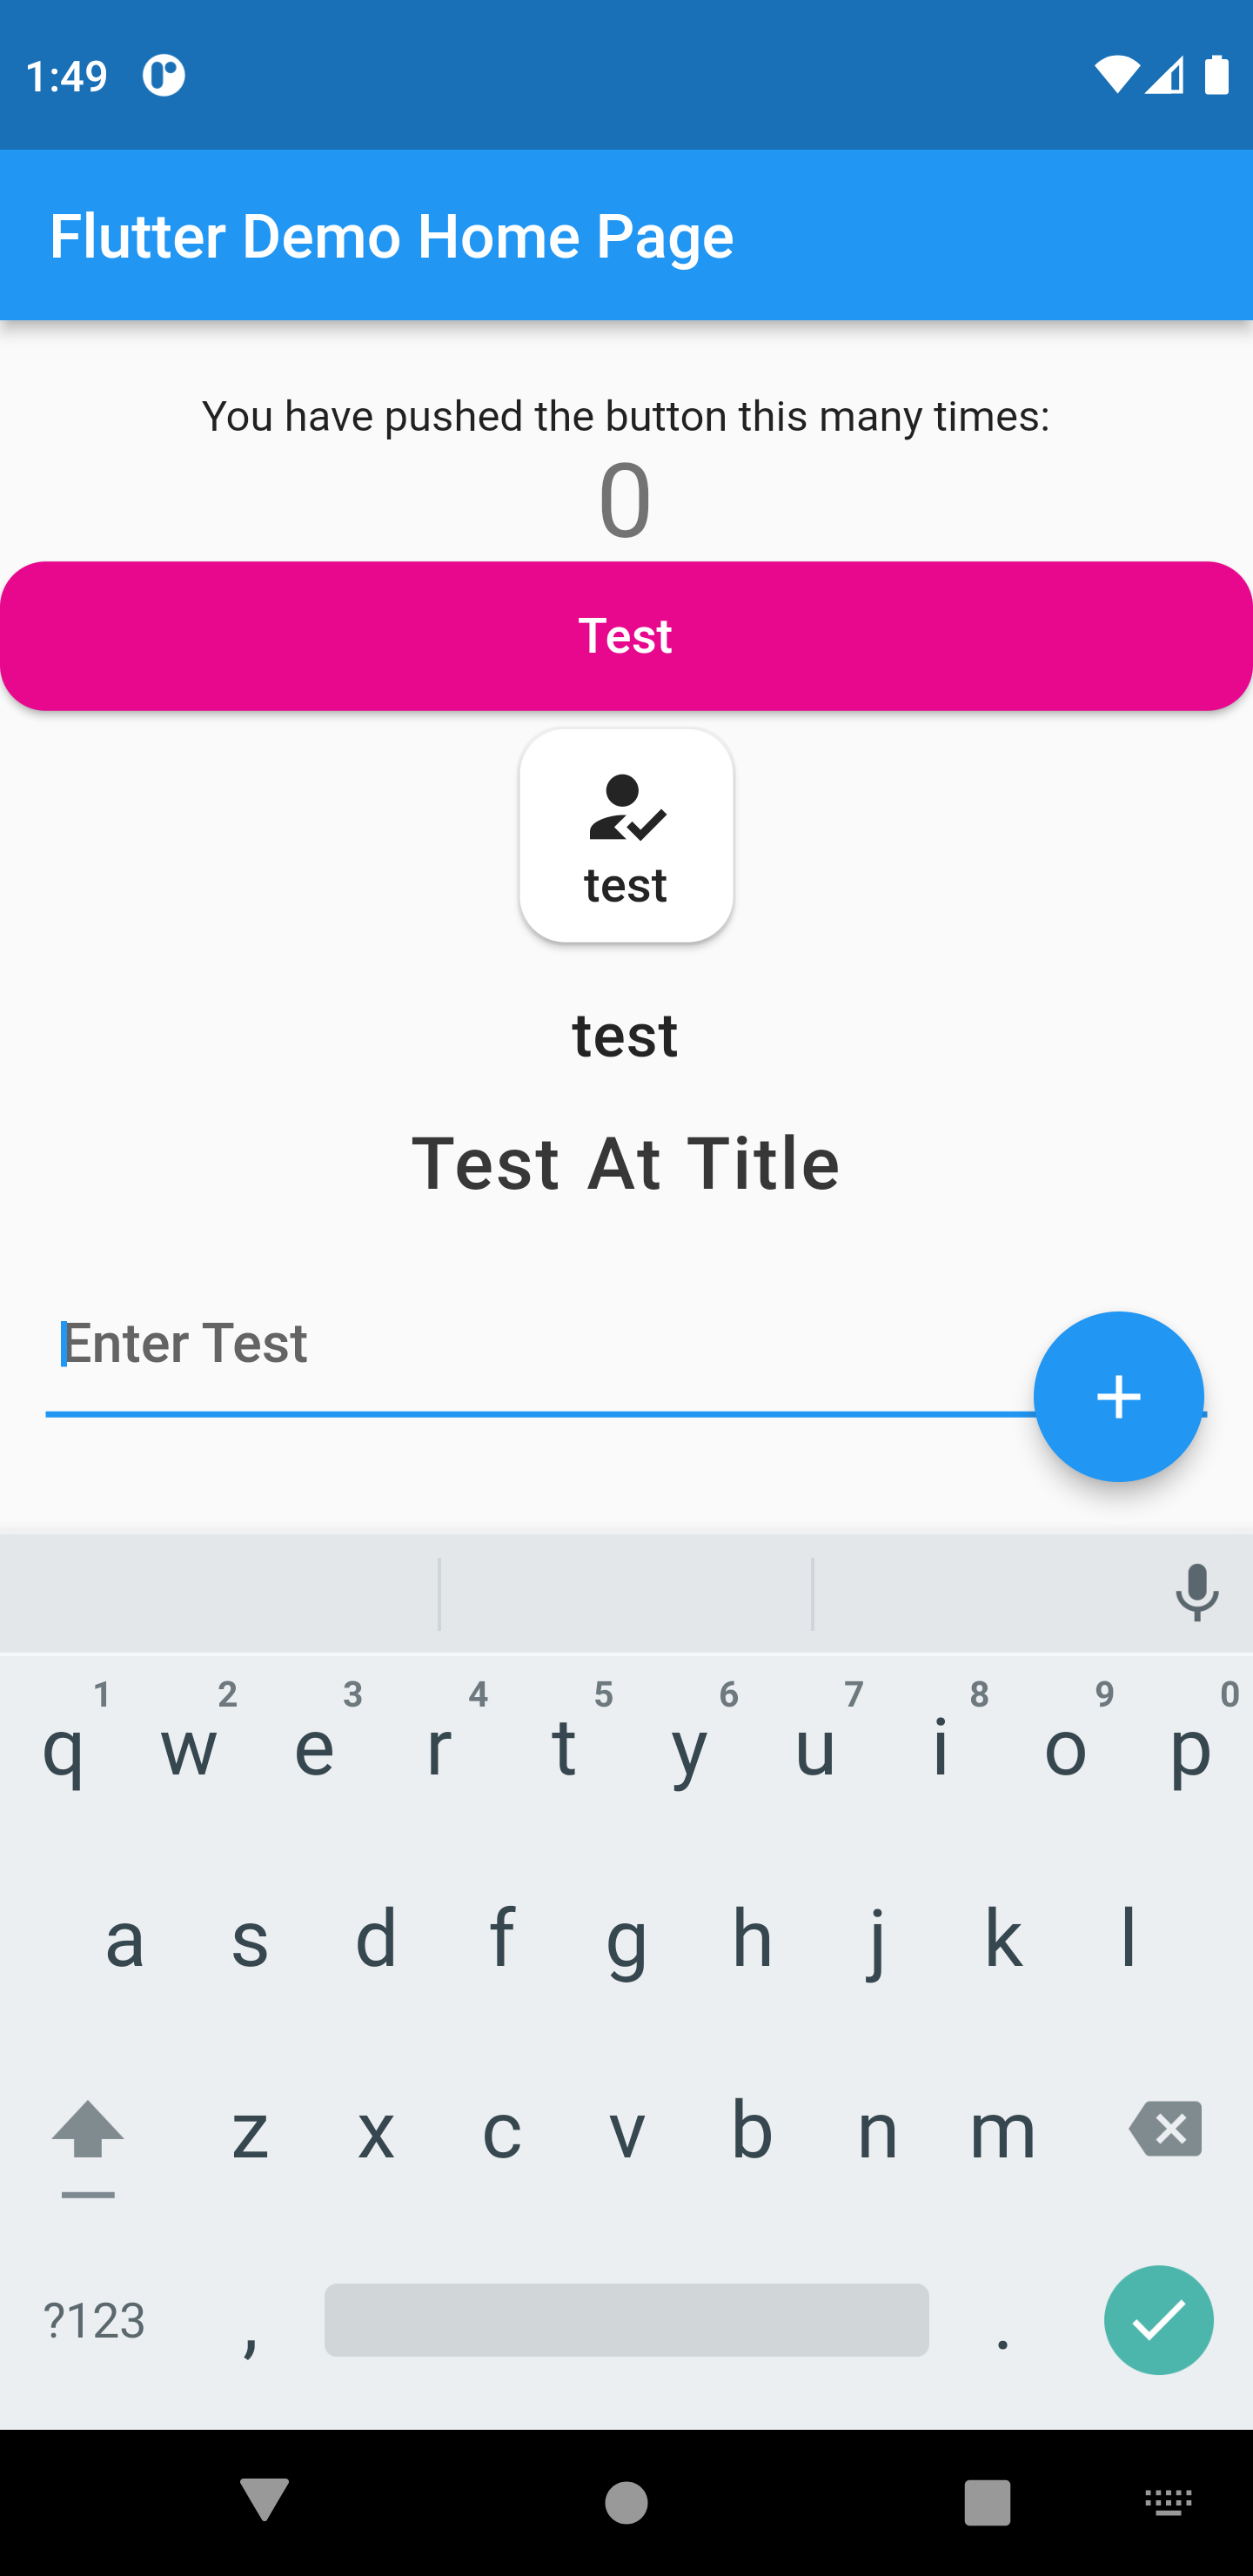 1:49
Flutter Demo Home Page
You have pushed the button this many times:
0
Test
test
test
Test At Title
Enter Test
1 2 3 4 5 6 7 8 9 0
q w e r t y u i o p
a s d f g h j k l
z x c v b n m
?123 , .